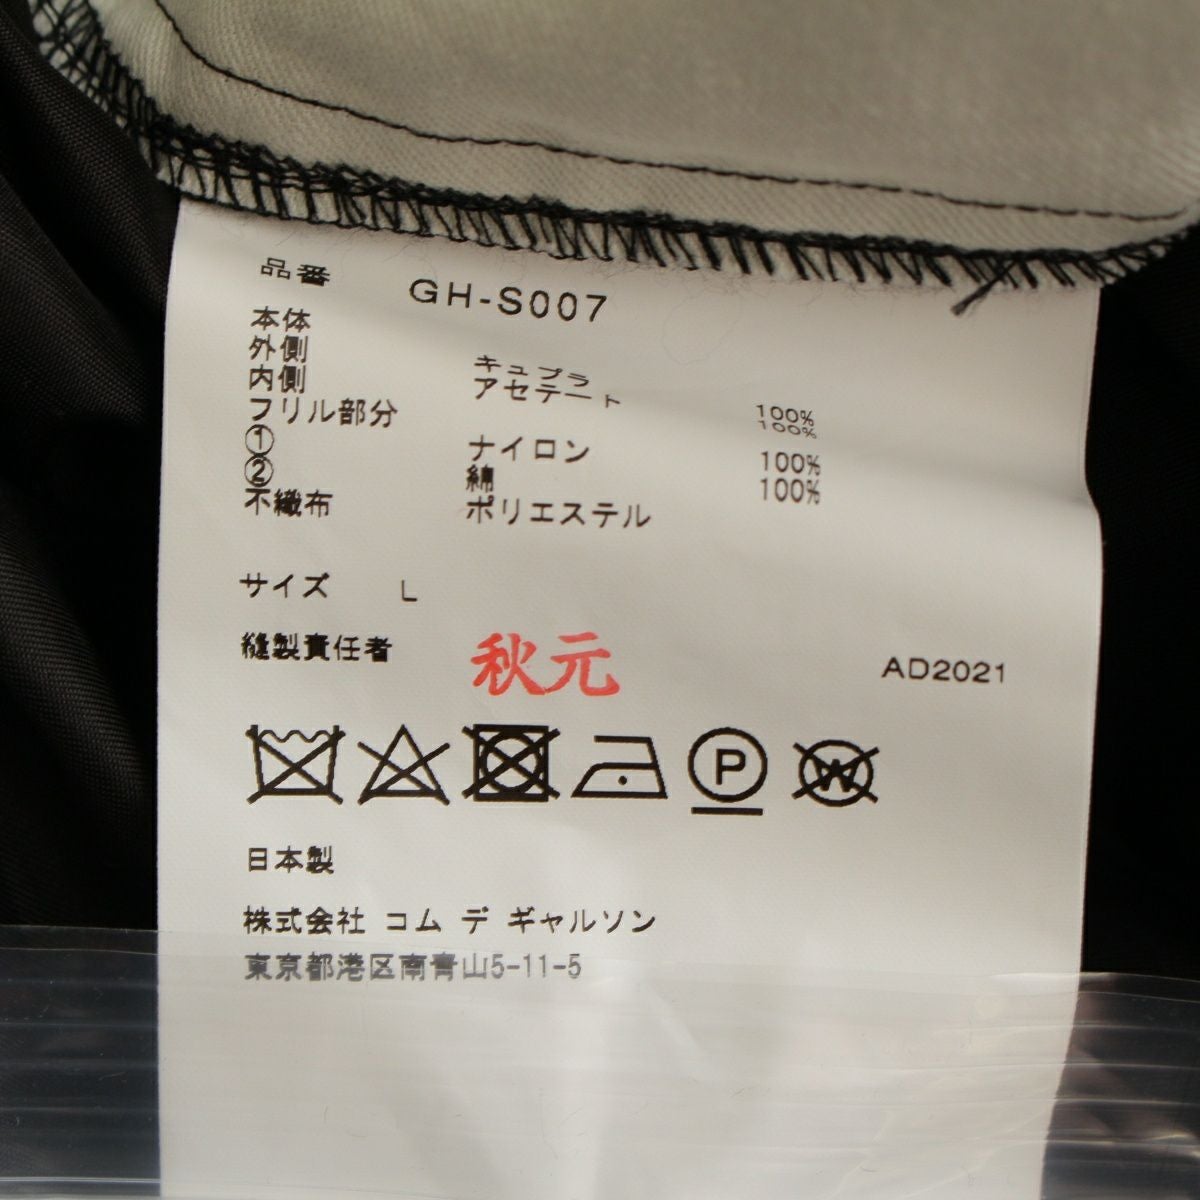 品番 GH-S007
本体
外側 キュプラ 100%
内側 アセテート 100%
フリル部分
① ナイロン 100%
② 綿 100%
不織布 ポリエステル
サイズ L
縫製責任者 秋元 AD2021
P W
日本製
株式会社 コム デ ギャルソン
東京都港区南青山5-11-5